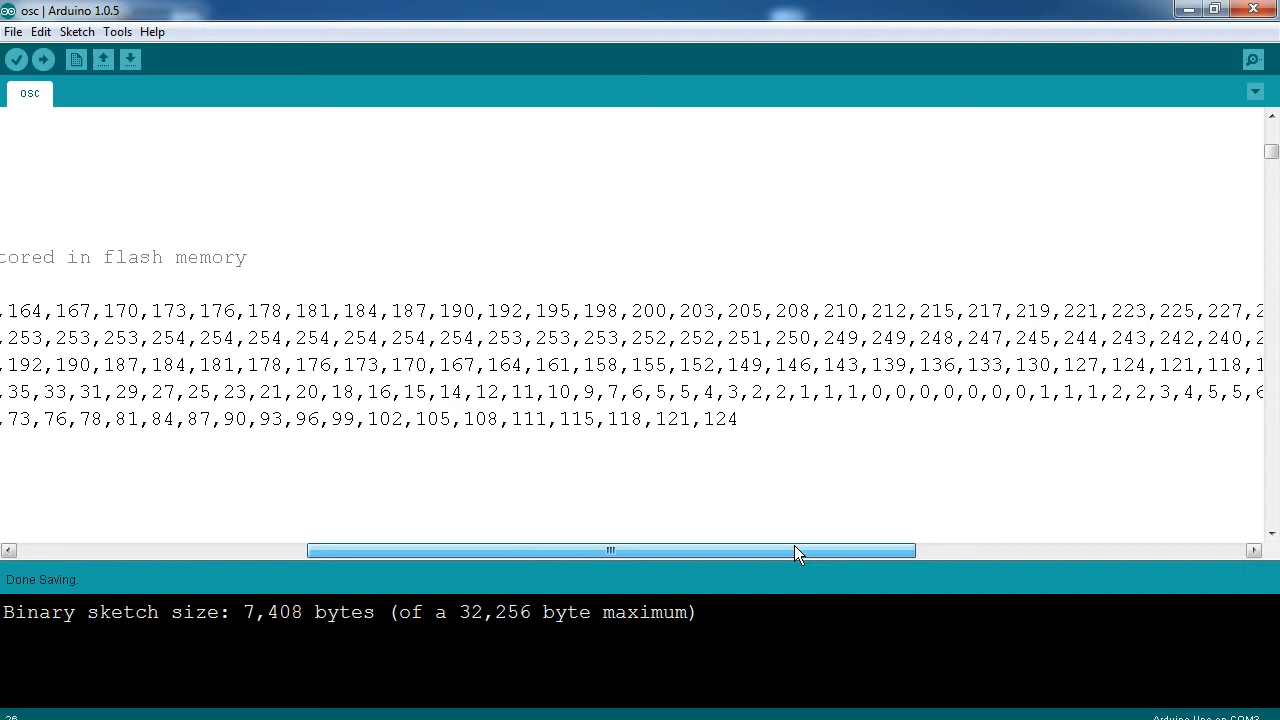 osc | Arduino 1.0.5
File Edit Sketch Tools Help
osc
tored in flash memory
,164,167,170,173,176,178,181,184,187,190,192,195,198,200,203,205,208,210,212,215,217,219,221,223,225,227,2
,253,253,253,254,254,254,254,254,254,254,253,253,253,252,252,251,250,249,249,248,247,245,244,243,242,240,2
,192,190,187,184,181,178,176,173,170,167,164,161,158,155,152,149,146,143,139,136,133,130,127,124,121,118,1
,35,33,31,29,27,25,23,21,20,18,16,15,14,12,11,10,9,7,6,5,5,4,3,2,2,1,1,1,0,0,0,0,0,0,0,1,1,1,2,2,3,4,5,5,6
,73,76,78,81,84,87,90,93,96,99,102,105,108,111,115,118,121,124
Done Saving.
Binary sketch size: 7,408 bytes (of a 32,256 byte maximum)
26
Arduino Uno on COM3